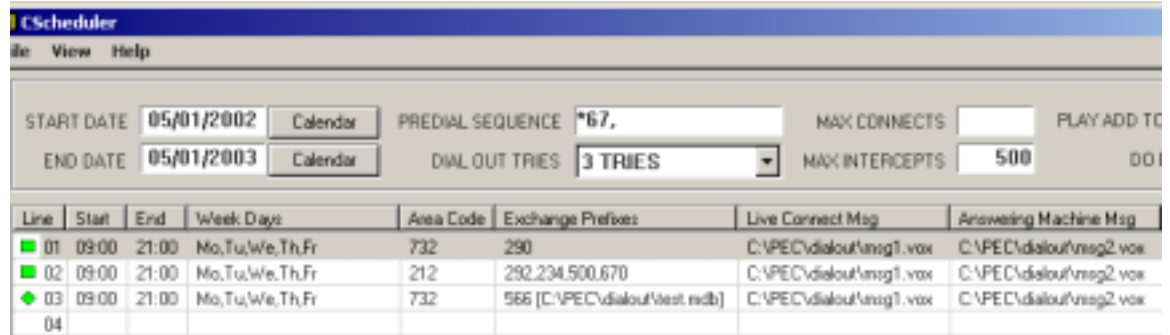 CScheduler
ile View Help
START DATE 05/01/2002 Calendar PREDIAL SEQUENCE *67, MAX CONNECTS PLAY ADD TO
END DATE 05/01/2003 Calendar DIAL OUT TRIES 3 TRIES MAX INTERCEPTS 500 DO
Line Start End Week Days Area Code Exchange Prefixes Live Connect Msg Answering Machine Msg
01 09:00 21:00 Mo,Tu,We,Th,Fr 732 290 C:\PEC\dialout\msg1.vox C:\PEC\dialout\msg2.vox
02 09:00 21:00 Mo,Tu,We,Th,Fr 212 292,234,500,670 C:\PEC\dialout\msg1.vox C:\PEC\dialout\msg2.vox
03 09:00 21:00 Mo,Tu,We,Th,Fr 732 566 [C:\PEC\dialout\test.mdb] C:\PEC\dialout\msg1.vox C:\PEC\dialout\msg2.vox
04